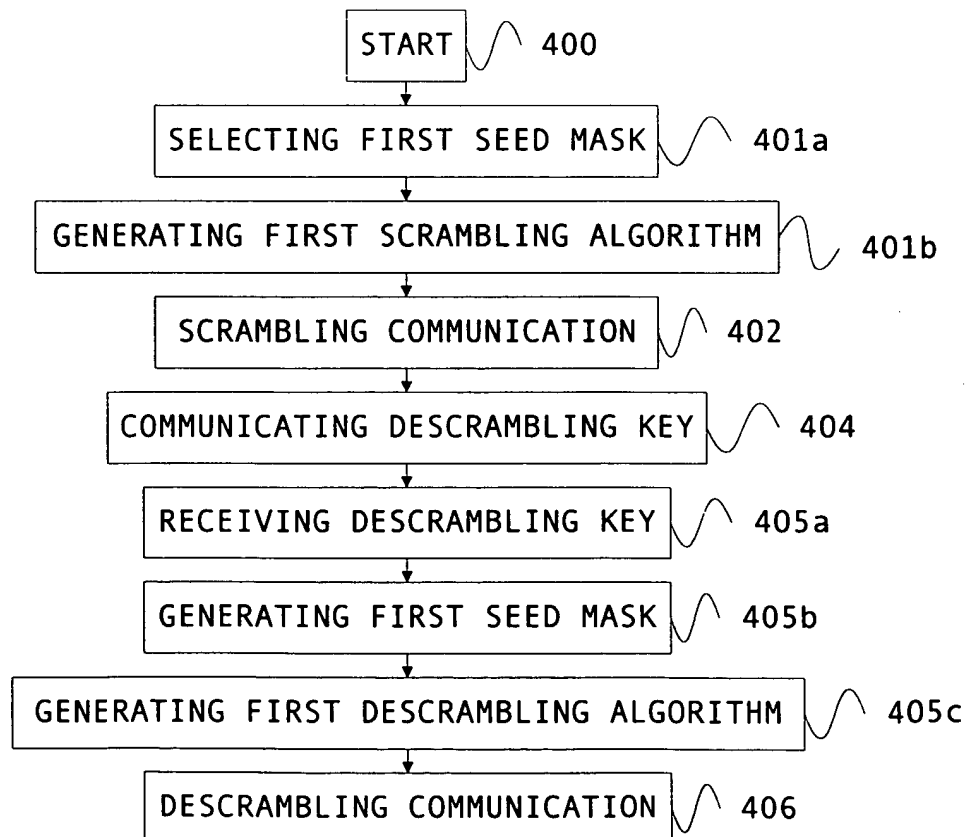 START 400
SELECTING FIRST SEED MASK 401a
GENERATING FIRST SCRAMBLING ALGORITHM 401b
SCRAMBLING COMMUNICATION 402
COMMUNICATING DESCRAMBLING KEY 404
RECEIVING DESCRAMBLING KEY 405a
GENERATING FIRST SEED MASK 405b
GENERATING FIRST DESCRAMBLING ALGORITHM 405c
DESCRAMBLING COMMUNICATION 406